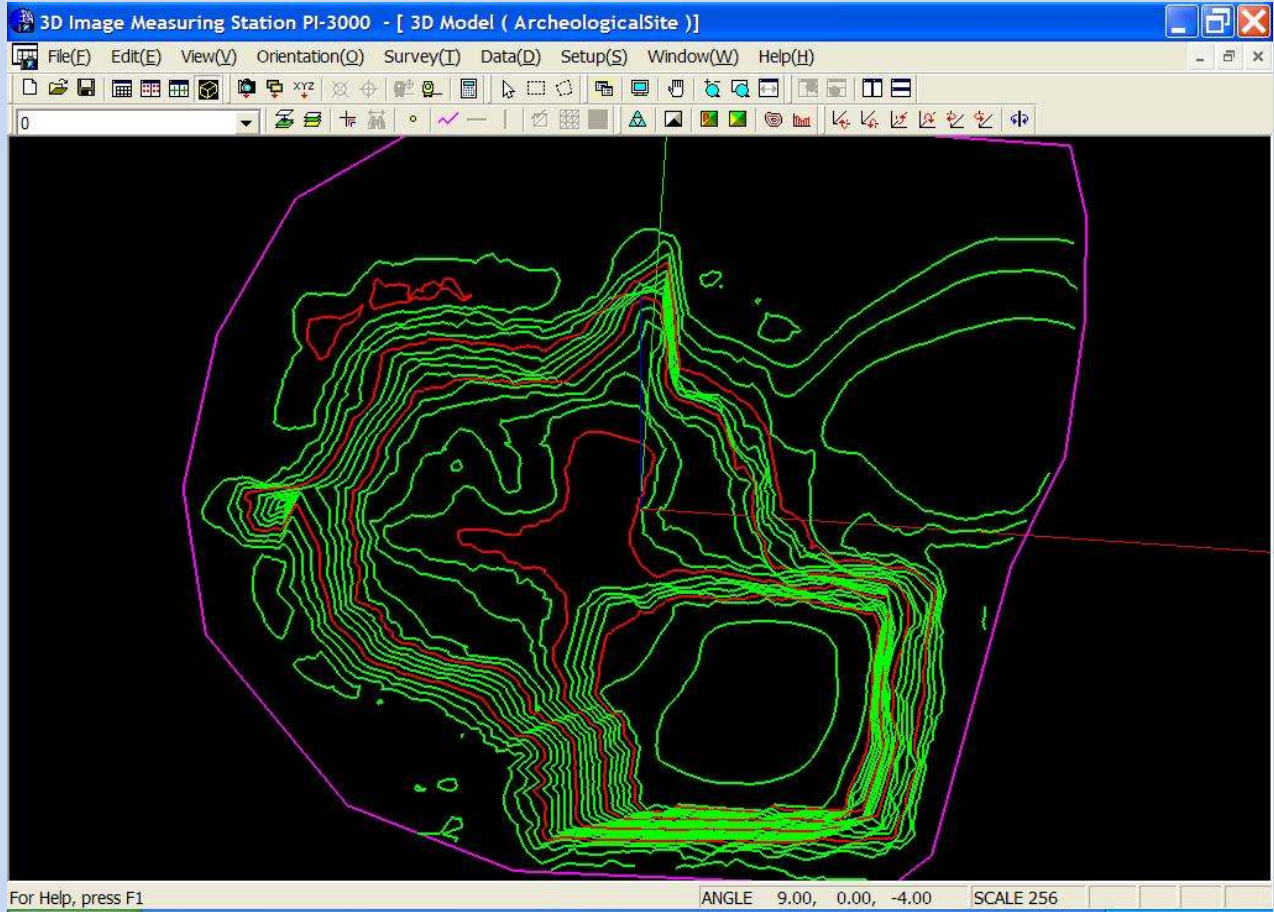 3D Image Measuring Station PI-3000 - [ 3D Model ( ArcheologicalSite )]
File(F) Edit(E) View(V) Orientation(O) Survey(T) Data(D) Setup(S) Window(W) Help(H)
XYZ
0
For Help, press F1 ANGLE 9.00, 0.00, -4.00 SCALE 256